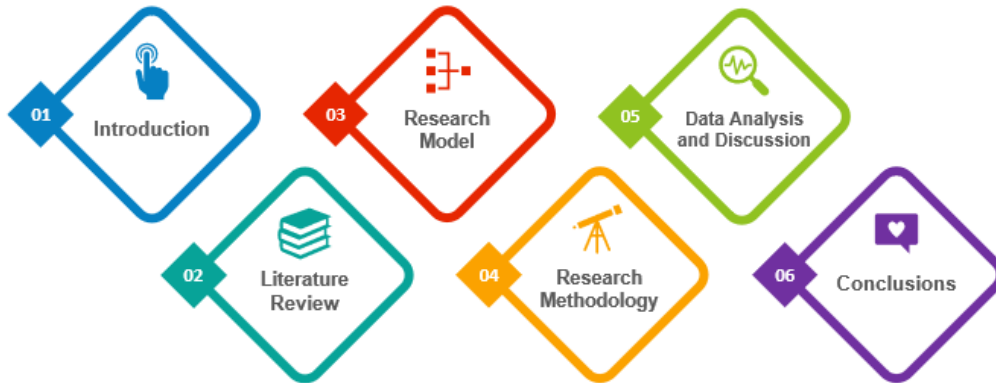 01
Introduction
02
Literature
Review
03
Research
Model
04
Research
Methodology
05
Data Analysis
and Discussion
06
Conclusions